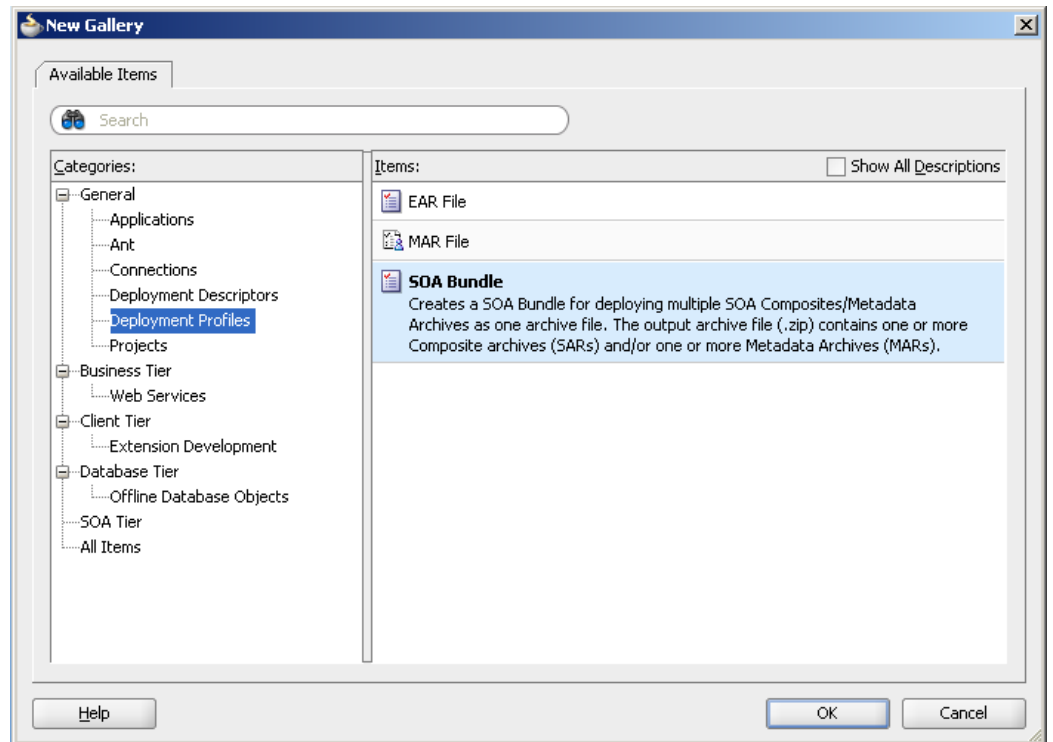 New Gallery
Available Items
Search
Categories:
General
Applications
Ant
Connections
Deployment Descriptors
Deployment Profiles
Projects
Business Tier
Web Services
Client Tier
Extension Development
Database Tier
Offline Database Objects
SOA Tier
All Items
Items:
Show All Descriptions
EAR File
MAR File
SOA Bundle
Creates a SOA Bundle for deploying multiple SOA Composites/Metadata
Archives as one archive file. The output archive file (.zip) contains one or more
Composite archives (SARs) and/or one or more Metadata Archives (MARs).
Help
OK
Cancel